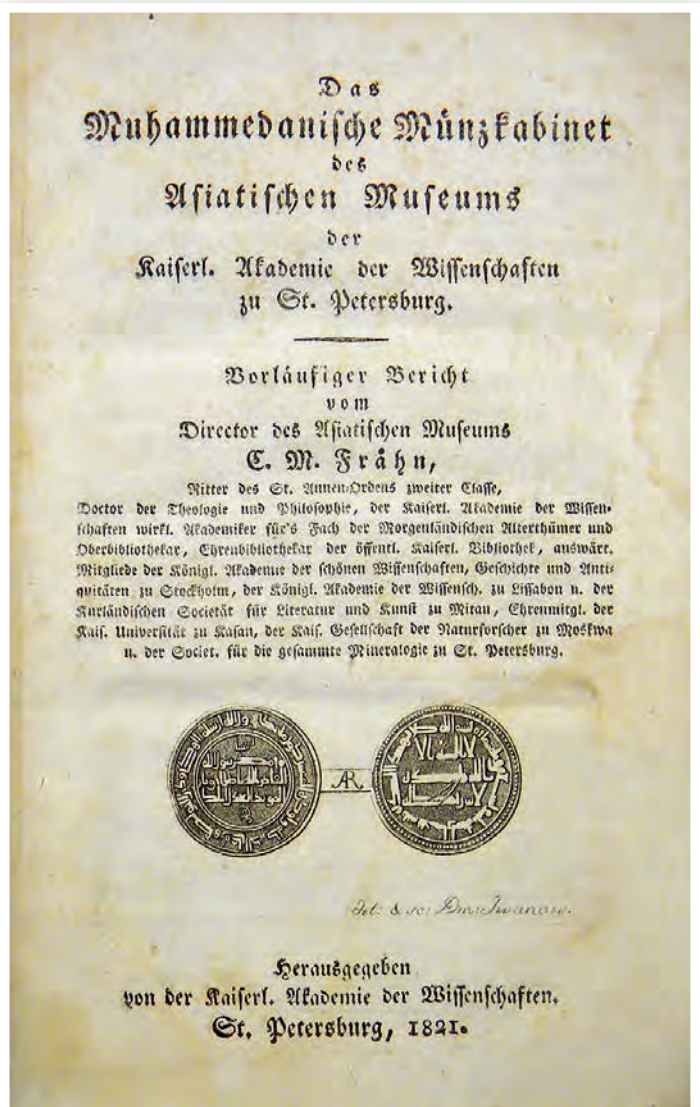 Das
Muhammedanische Münzkabinet
des
Asiatischen Museums
der
Kaiserl. Akademie der Wissenschaften
zu St. Petersburg.
Vorläufiger Bericht
vom
Director des Asiatischen Museums
C. M. Frähn,
Ritter des St. Annen-Ordens zweiter Classe,
Doctor der Theologie und Philosophie, der Kaiserl. Akademie der Wissen-
schaften wirkl. Akademiker für's Fach der Morgenländischen Alterthümer und
Oberbibliothekar, Ehrenbibliothekar der öffentl. Kaiserl. Bibliothek, auswärt.
Mitgliede der Königl. Akademie der schönen Wissenschaften, Geschichte und Anti-
quitäten zu Stockholm, der Königl. Akademie der Wissensch. zu Lissabon u. der
Kurländischen Societät für Literatur und Kunst zu Mitau, Ehrenmitgl. der
Kais. Universität zu Kasan, der Kais. Gesellschaft der Naturforscher zu Moskwa
u. der Societ. für die gesammte Mineralogie zu St. Petersburg.
AR
del: & sc: Dm: Iwanow.
Herausgegeben
von der Kaiserl. Akademie der Wissenschaften.
St. Petersburg, 1821.